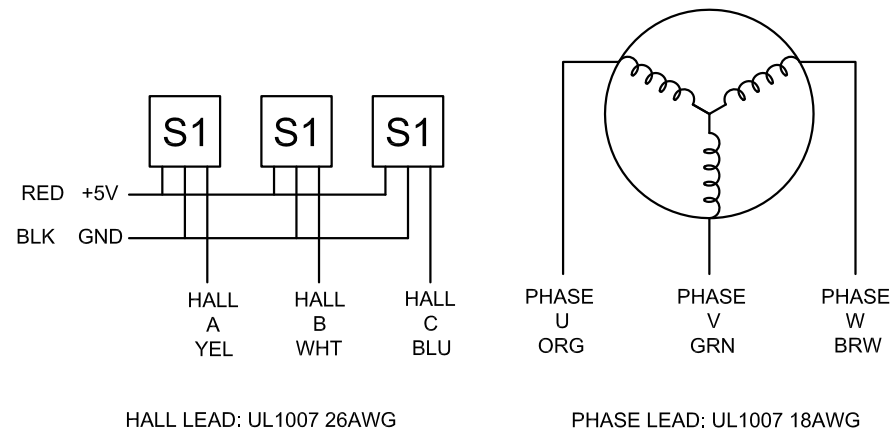 S1 S1 S1
RED +5V
BLK GND
HALL
A
YEL
HALL
B
WHT
HALL
C
BLU
PHASE
U
ORG
PHASE
V
GRN
PHASE
W
BRW
HALL LEAD: UL1007 26AWG
PHASE LEAD: UL1007 18AWG